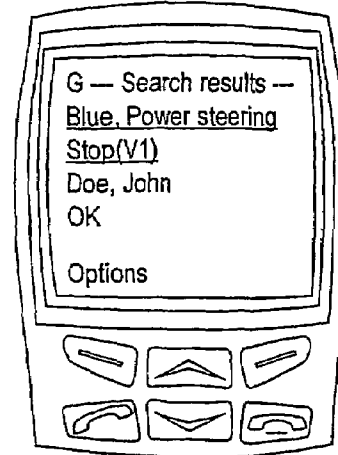 G — Search results —
Blue, Power steering
Stop(V1)
Doe, John
OK
Options